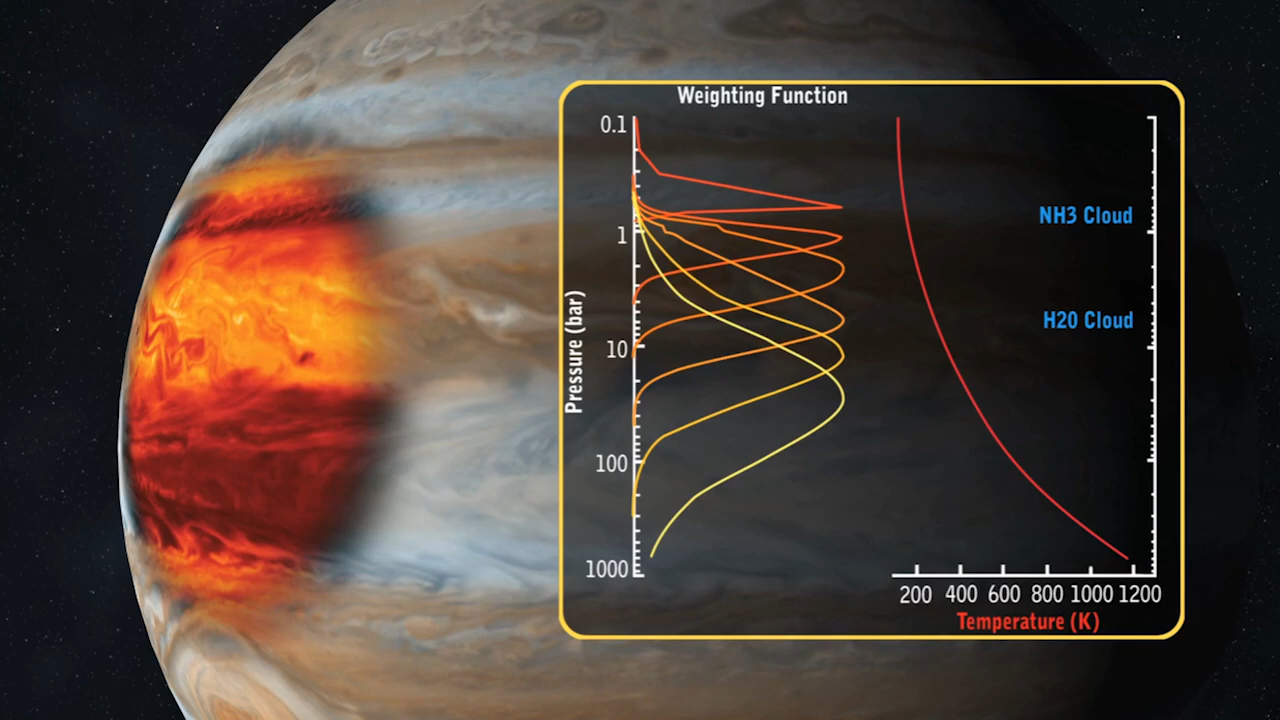 Weighting Function
0.1
1
10
100
1000
Pressure (bar)
NH3 Cloud
H20 Cloud
200 400 600 800 1000 1200
Temperature (K)